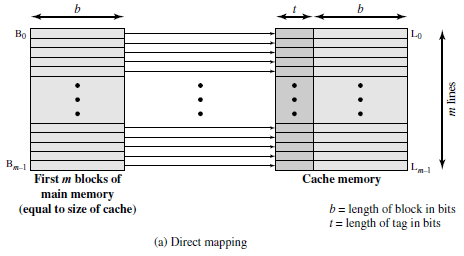 b t b
B0 L0
m lines
Bm–1 Lm–1
First m blocks of
main memory
(equal to size of cache)
Cache memory
b = length of block in bits
t = length of tag in bits
(a) Direct mapping